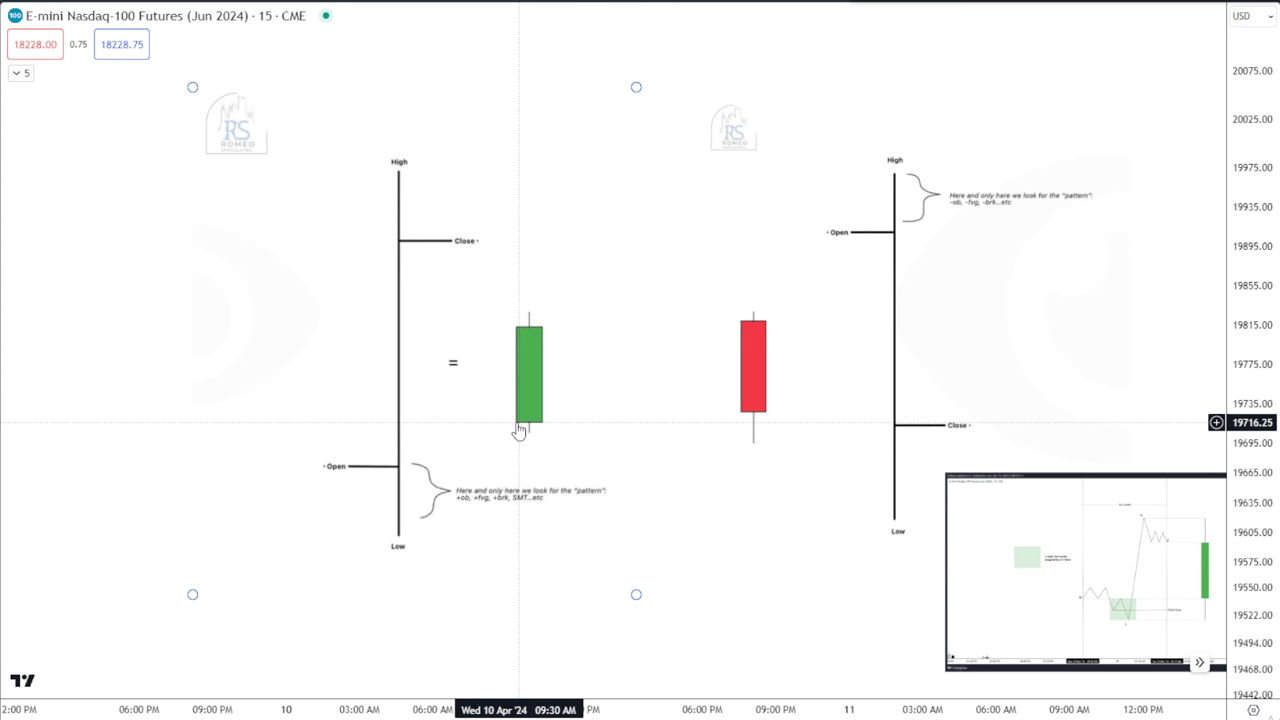 E-mini Nasdaq-100 Futures (Jun 2024) · 15 · CME
USD
18228.00 0.75 18228.75
5
RS
ROMEO
RS
ROMEO
High
Close
=
Open
Here and only here we look for the "pattern":
+ob, +fvg, +brk, SMT...etc
Low
High
Here and only here we look for the "pattern":
-ob, -fvg, -brk...etc
Open
Close
Low
20075.00
20025.00
19975.00
19935.00
19895.00
19855.00
19815.00
19775.00
19735.00
19716.25
19695.00
19665.00
19635.00
19605.00
19575.00
19550.00
19522.00
19494.00
19468.00
19442.00
2:00 PM 06:00 PM 09:00 PM 10 03:00 AM 06:00 AM Wed 10 Apr '24 09:30 AM PM 06:00 PM 09:00 PM 11 03:00 AM 06:00 AM 09:00 AM 12:00 PM